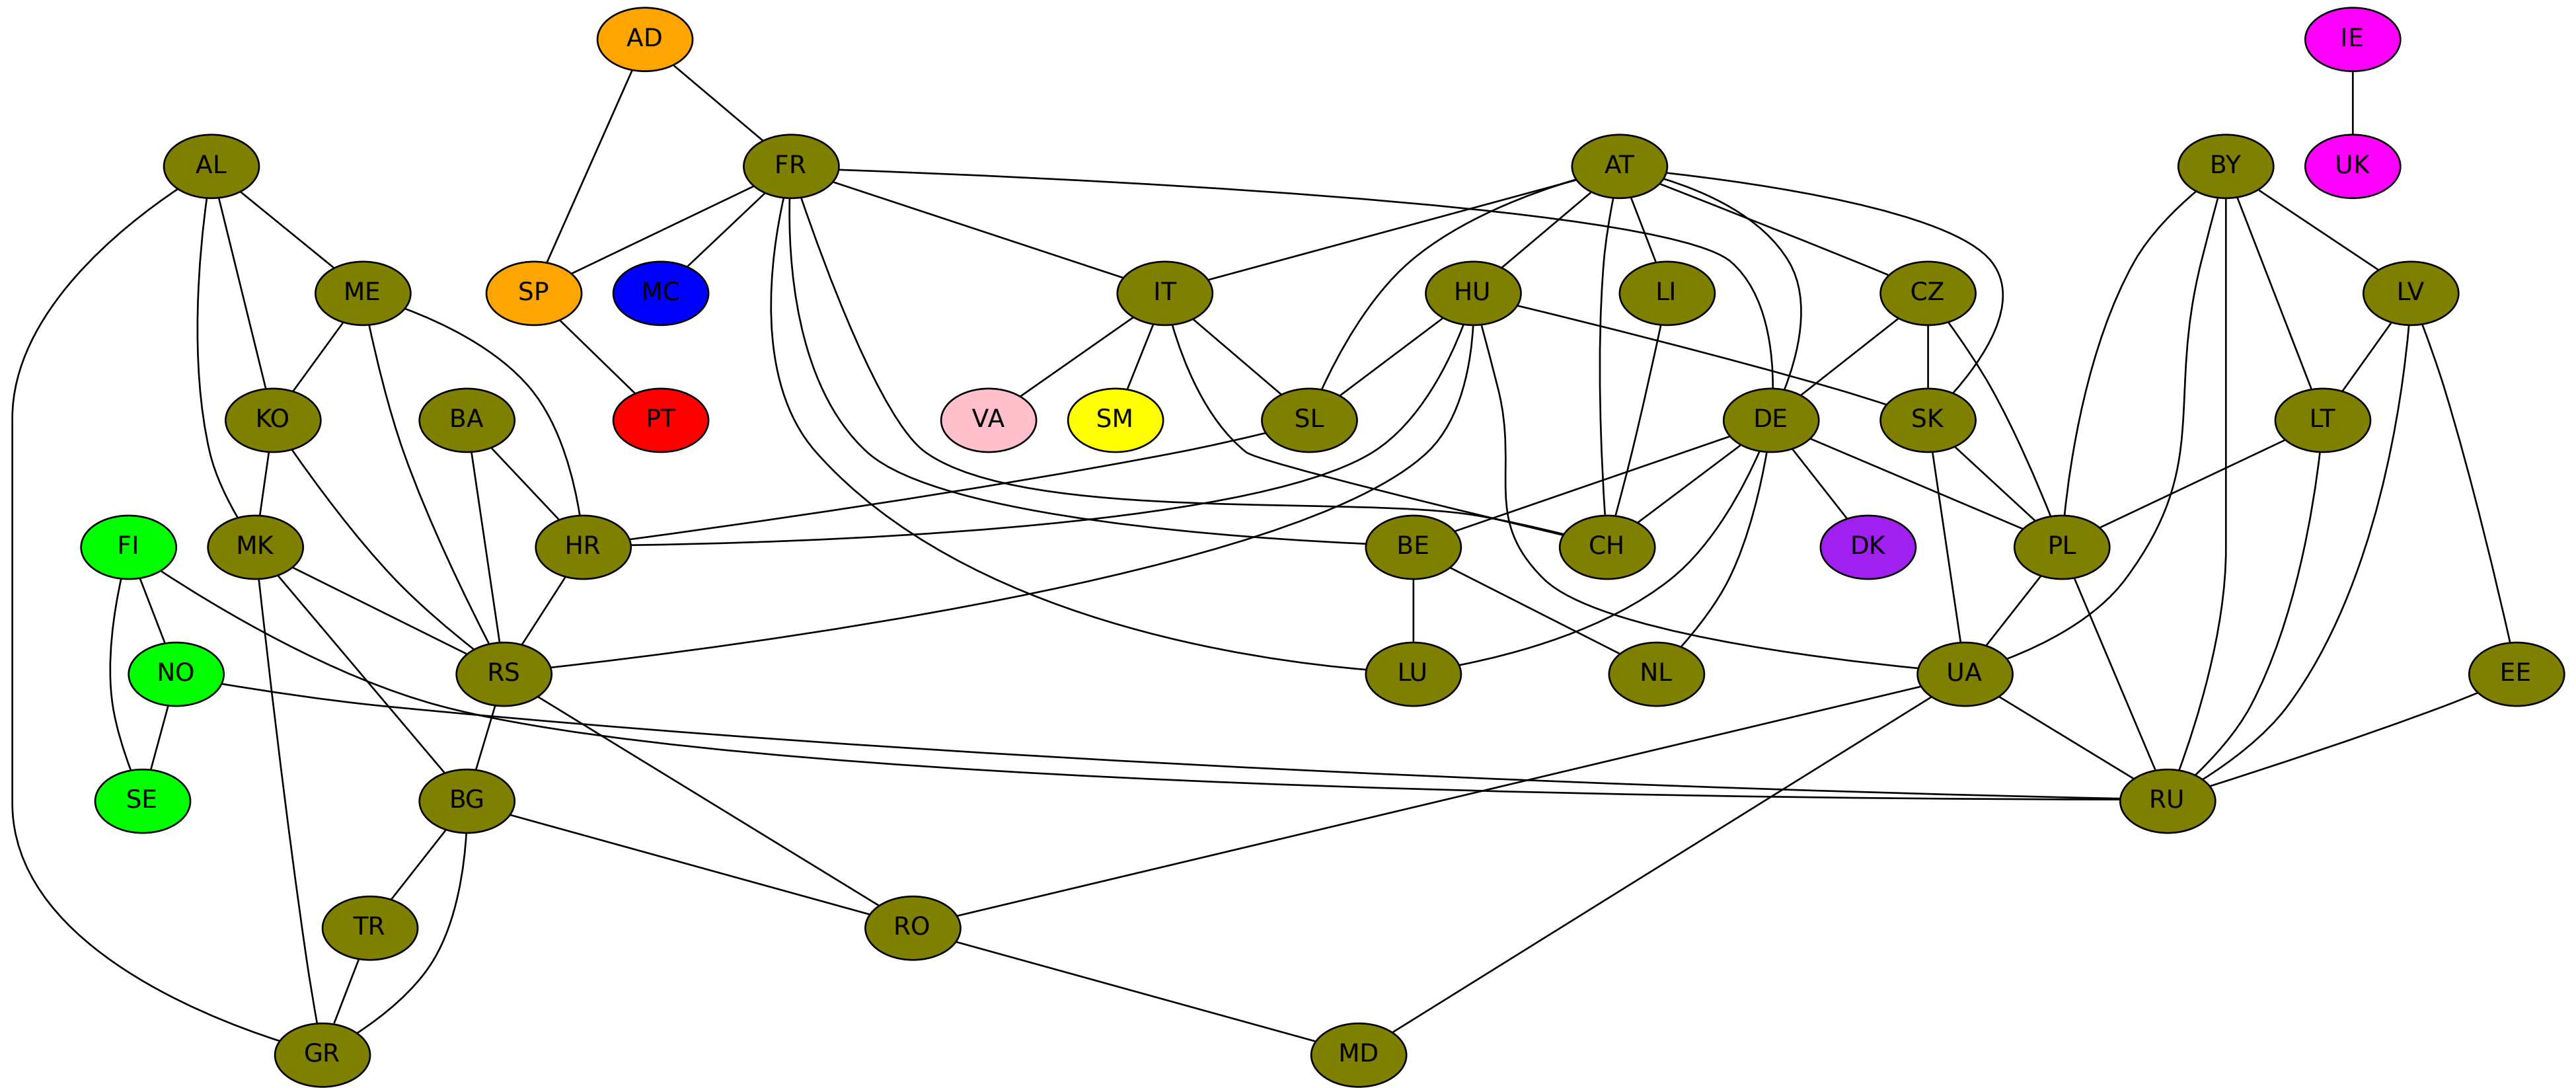 AD
IE
AL
FR
AT
BY
UK
ME
SP
MC
IT
HU
LI
CZ
LV
KO
BA
PT
VA
SM
SL
DE
SK
LT
FI
MK
HR
BE
CH
DK
PL
NO
RS
LU
NL
UA
EE
SE
BG
RU
TR
RO
GR
MD